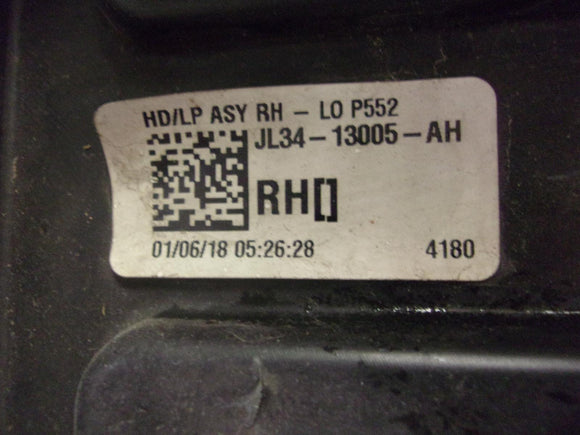 HD/LP ASY RH - LO P552
JL34-13005-AH
RH[]
01/06/18 05:26:28 4180